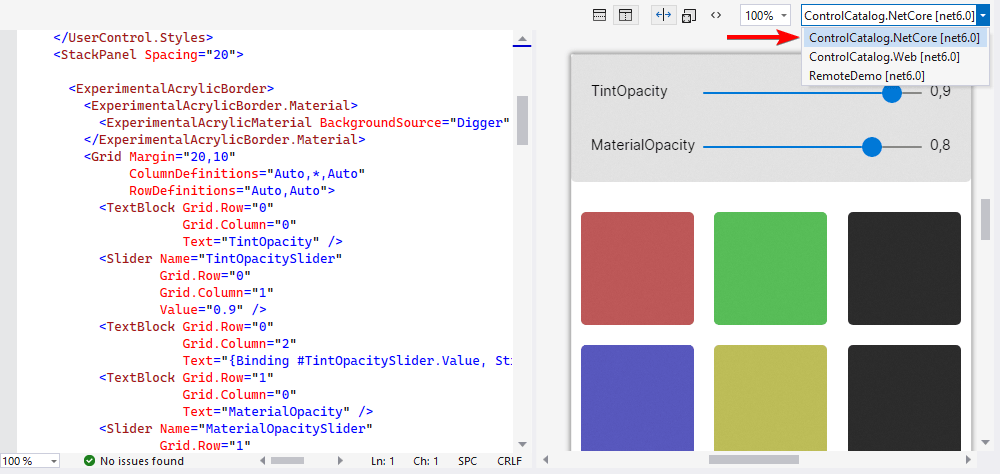 100%
ControlCatalog.NetCore [net6.0]
ControlCatalog.NetCore [net6.0]
ControlCatalog.Web [net6.0]
RemoteDemo [net6.0]
</UserControl.Styles>
<StackPanel Spacing="20">
<ExperimentalAcrylicBorder>
<ExperimentalAcrylicBorder.Material>
<ExperimentalAcrylicMaterial BackgroundSource="Digger"
</ExperimentalAcrylicBorder.Material>
<Grid Margin="20,10"
ColumnDefinitions="Auto,*,Auto"
RowDefinitions="Auto,Auto">
<TextBlock Grid.Row="0"
Grid.Column="0"
Text="TintOpacity" />
<Slider Name="TintOpacitySlider"
Grid.Row="0"
Grid.Column="1"
Value="0.9" />
<TextBlock Grid.Row="0"
Grid.Column="2"
Text="{Binding #TintOpacitySlider.Value, St
<TextBlock Grid.Row="1"
Grid.Column="0"
Text="MaterialOpacity" />
<Slider Name="MaterialOpacitySlider"
Grid.Row="1"
TintOpacity 0,9
MaterialOpacity 0,8
100 % No issues found Ln: 1 Ch: 1 SPC CRLF